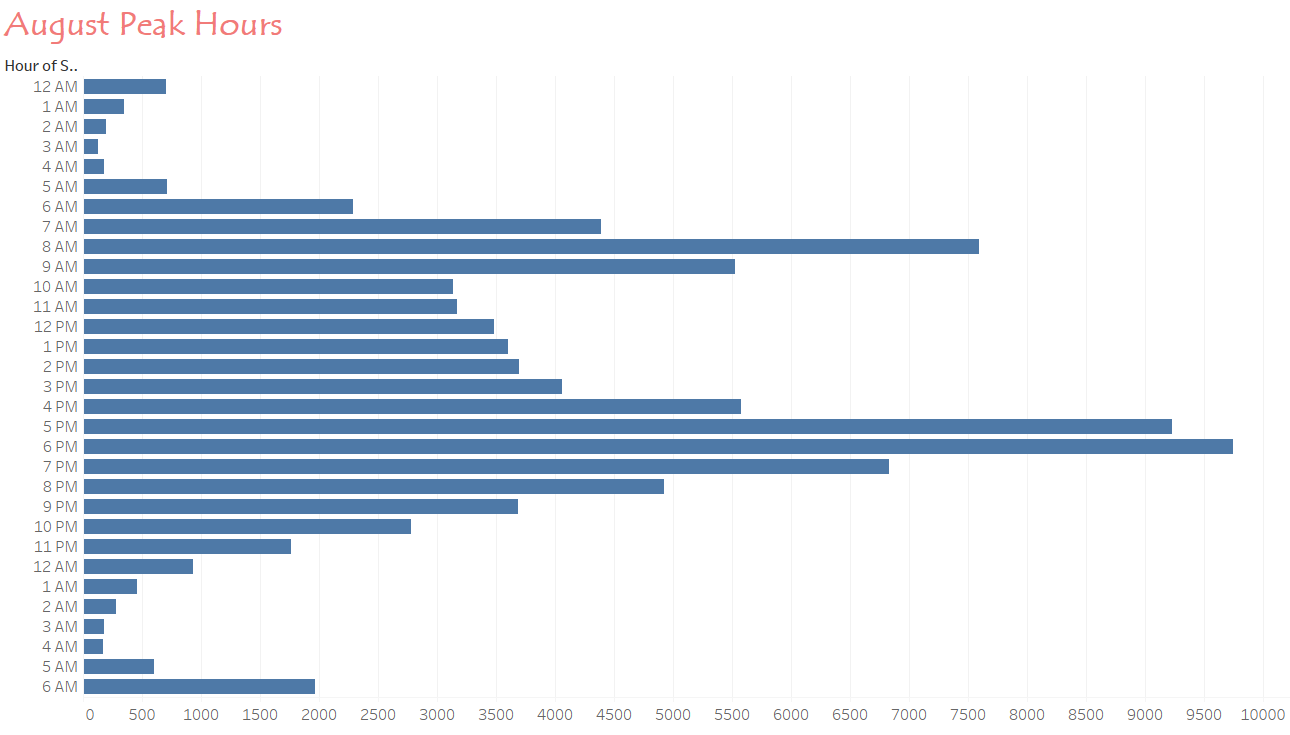 August Peak Hours
Hour of S..
12 AM
1 AM
2 AM
3 AM
4 AM
5 AM
6 AM
7 AM
8 AM
9 AM
10 AM
11 AM
12 PM
1 PM
2 PM
3 PM
4 PM
5 PM
6 PM
7 PM
8 PM
9 PM
10 PM
11 PM
12 AM
1 AM
2 AM
3 AM
4 AM
5 AM
6 AM
0 500 1000 1500 2000 2500 3000 3500 4000 4500 5000 5500 6000 6500 7000 7500 8000 8500 9000 9500 10000